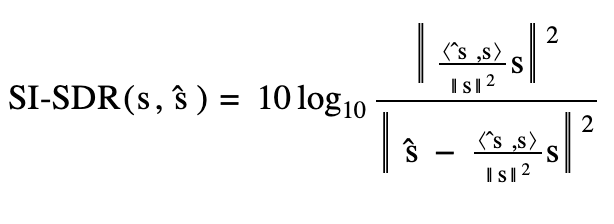 SI-SDR(s, ŝ) = 10 log₁₀ ‖ (⟨ŝ, s⟩ / ‖s‖²) s ‖² / ‖ ŝ − (⟨ŝ, s⟩ / ‖s‖²) s ‖²